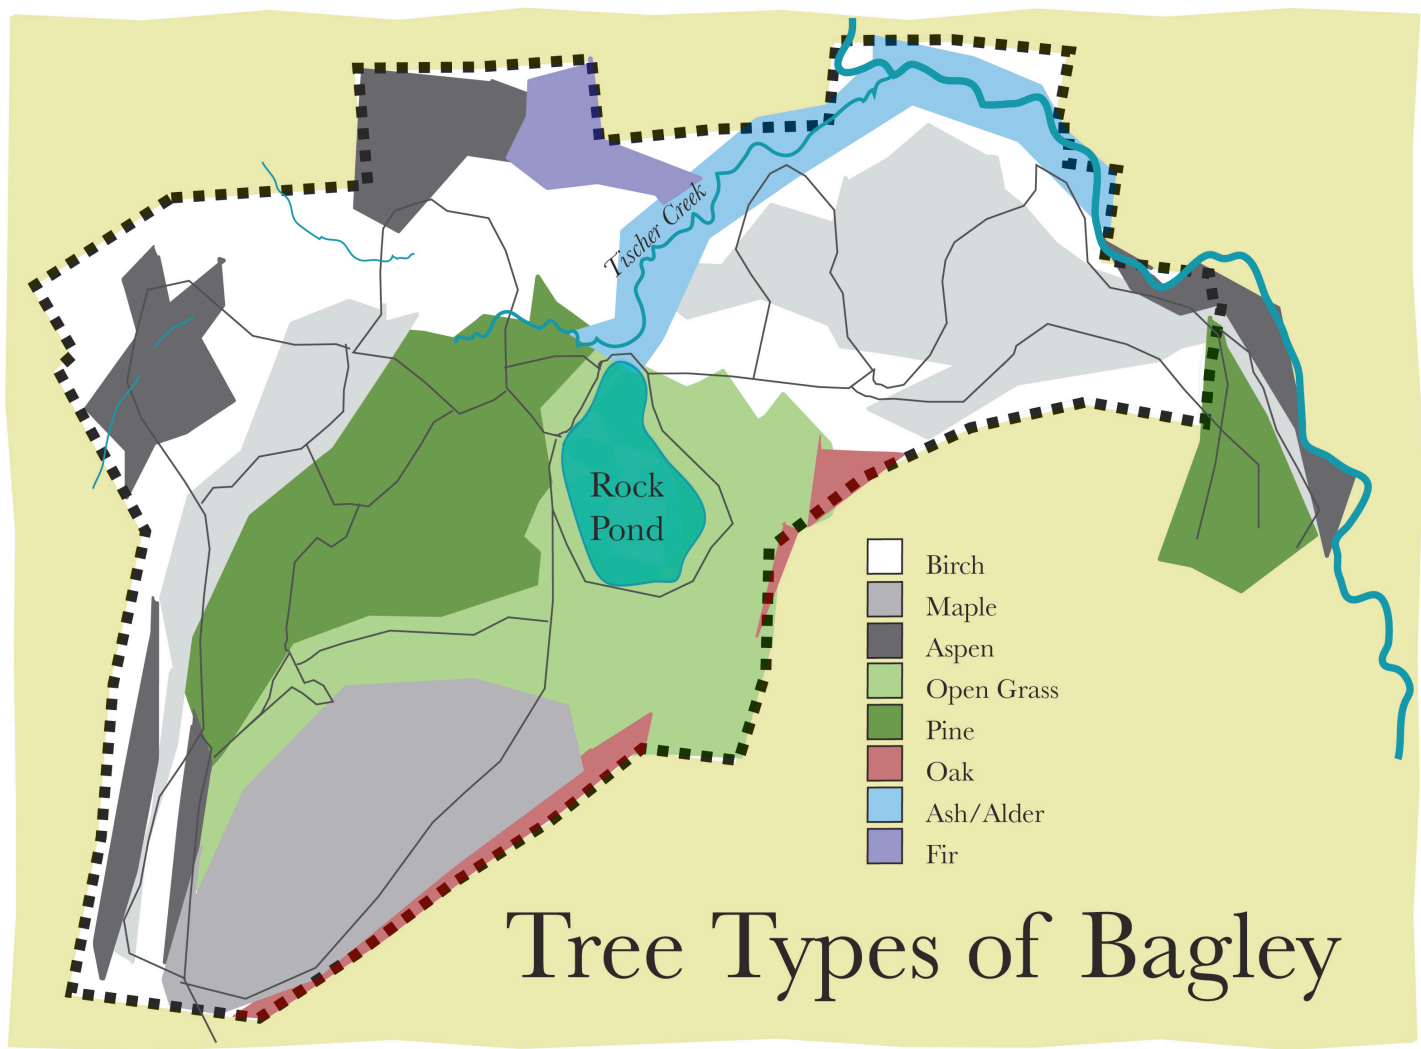 Tischer Creek
Rock
Pond
Birch
Maple
Aspen
Open Grass
Pine
Oak
Ash/Alder
Fir
Tree Types of Bagley